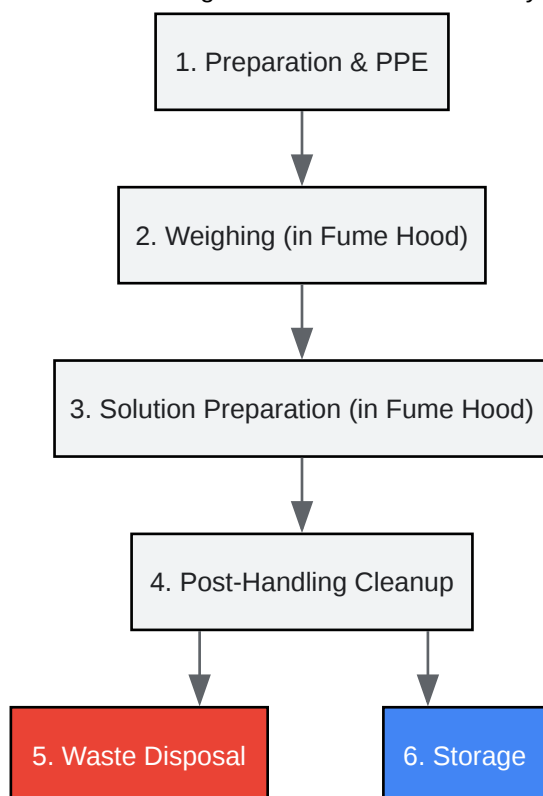 1. Preparation & PPE
2. Weighing (in Fume Hood)
3. Solution Preparation (in Fume Hood)
4. Post-Handling Cleanup
5. Waste Disposal
6. Storage